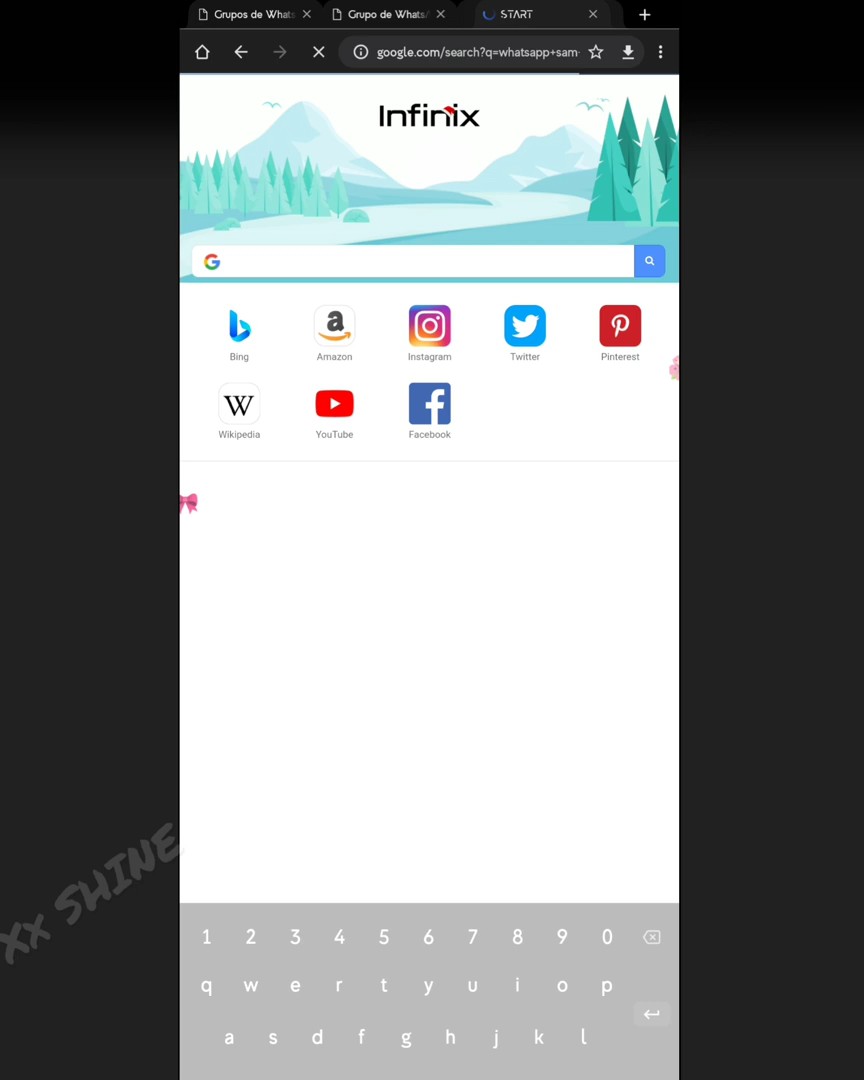 Grupos de Whats
Grupo de Whats
START
google.com/search?q=whatsapp+sam
Infinix
Bing
Amazon
Instagram
Twitter
Pinterest
W
Wikipedia
YouTube
Facebook
Xx SHINE
1 2 3 4 5 6 7 8 9 0
q w e r t y u i o p
a s d f g h j k l